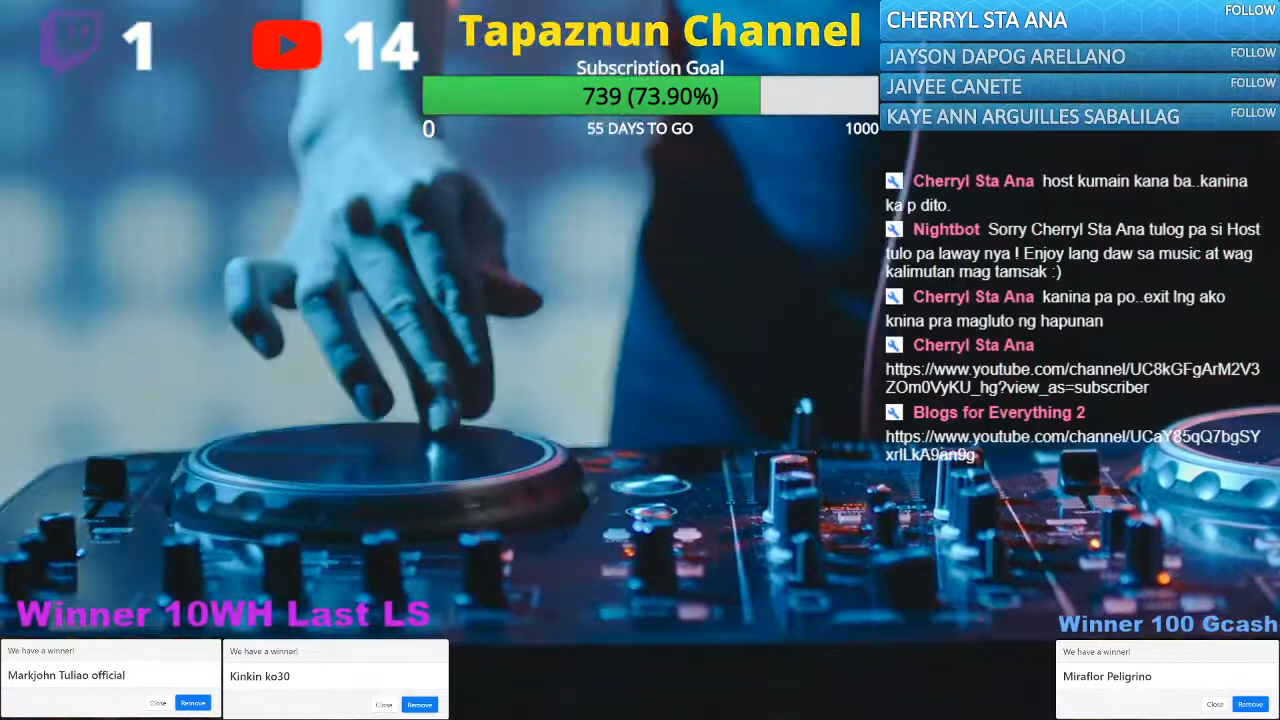 1
14
Tapaznun Channel
Subscription Goal
739 (73.90%)
0
55 DAYS TO GO
1000
CHERRYL STA ANA FOLLOW
JAYSON DAPOG ARELLANO FOLLOW
JAIVEE CANETE FOLLOW
KAYE ANN ARGUILLES SABALILAG FOLLOW
Cherryl Sta Ana host kumain kana ba..kanina
ka p dito.
Nightbot Sorry Cherryl Sta Ana tulog pa si Host
tulo pa laway nya ! Enjoy lang daw sa music at wag
kalimutan mag tamsak :)
Cherryl Sta Ana kanina pa po..exit lng ako
knina pra magluto ng hapunan
Cherryl Sta Ana
https://www.youtube.com/channel/UC8kGFgArM2V3
ZOm0VyKU_hg?view_as=subscriber
Blogs for Everything 2
https://www.youtube.com/channel/UCaY85qQ7bgSY
xrlLkA9an9g
Winner 10WH Last LS
We have a winner!
Markjohn Tuliao official
Close Remove
We have a winner!
Kinkin ko30
Close Remove
Winner 100 Gcash
We have a winner!
Miraflor Peligrino
Close Remove